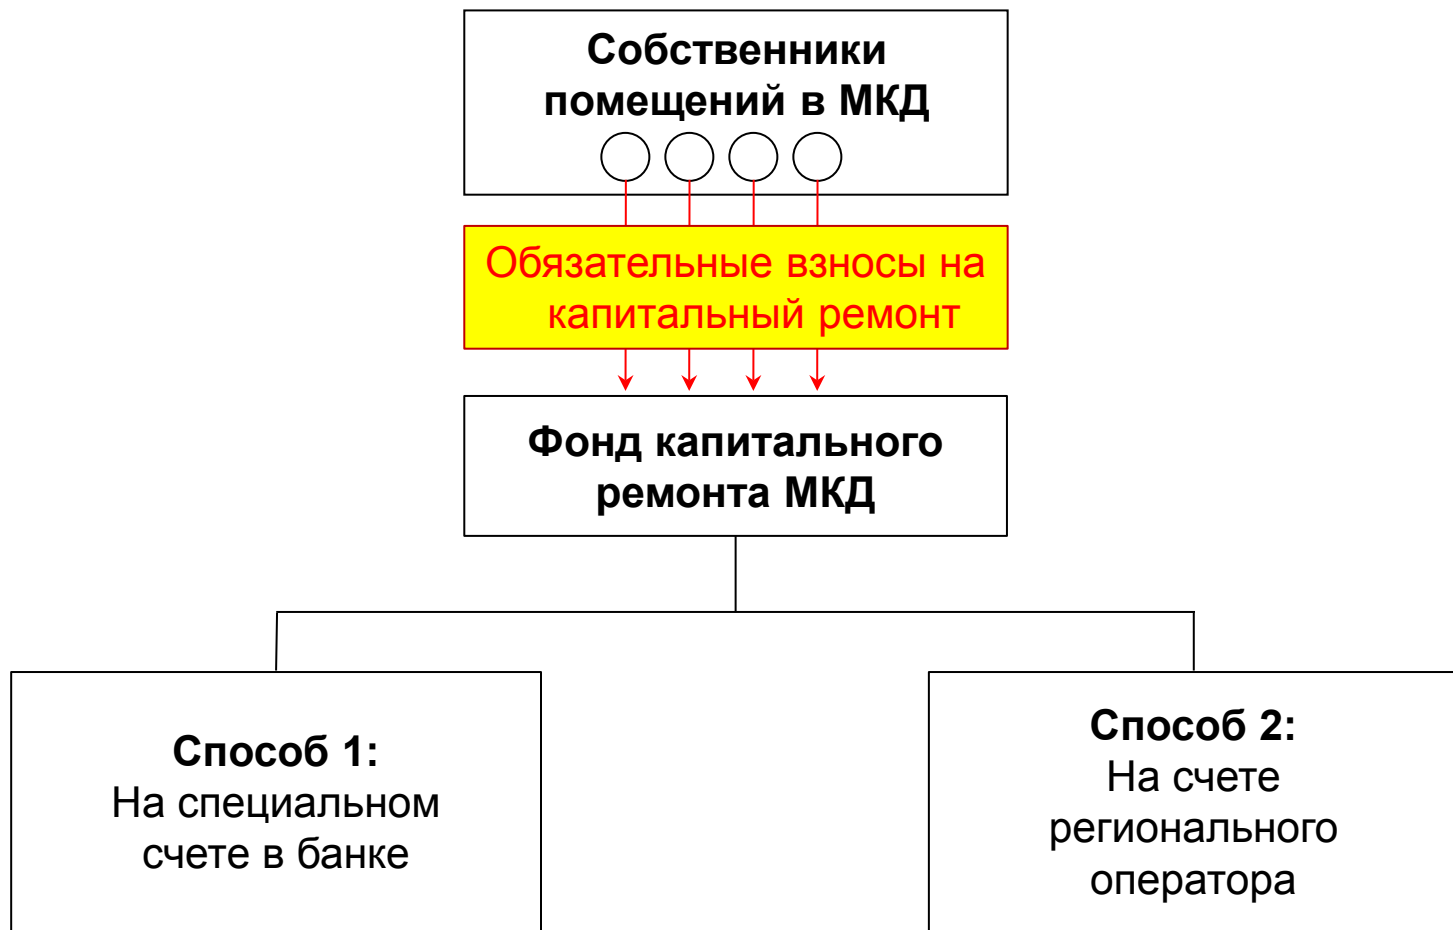 Собственники
помещений в МКД
Обязательные взносы на
капитальный ремонт
Фонд капитального
ремонта МКД
Способ 1:
На специальном
счете в банке
Способ 2:
На счете
регионального
оператора